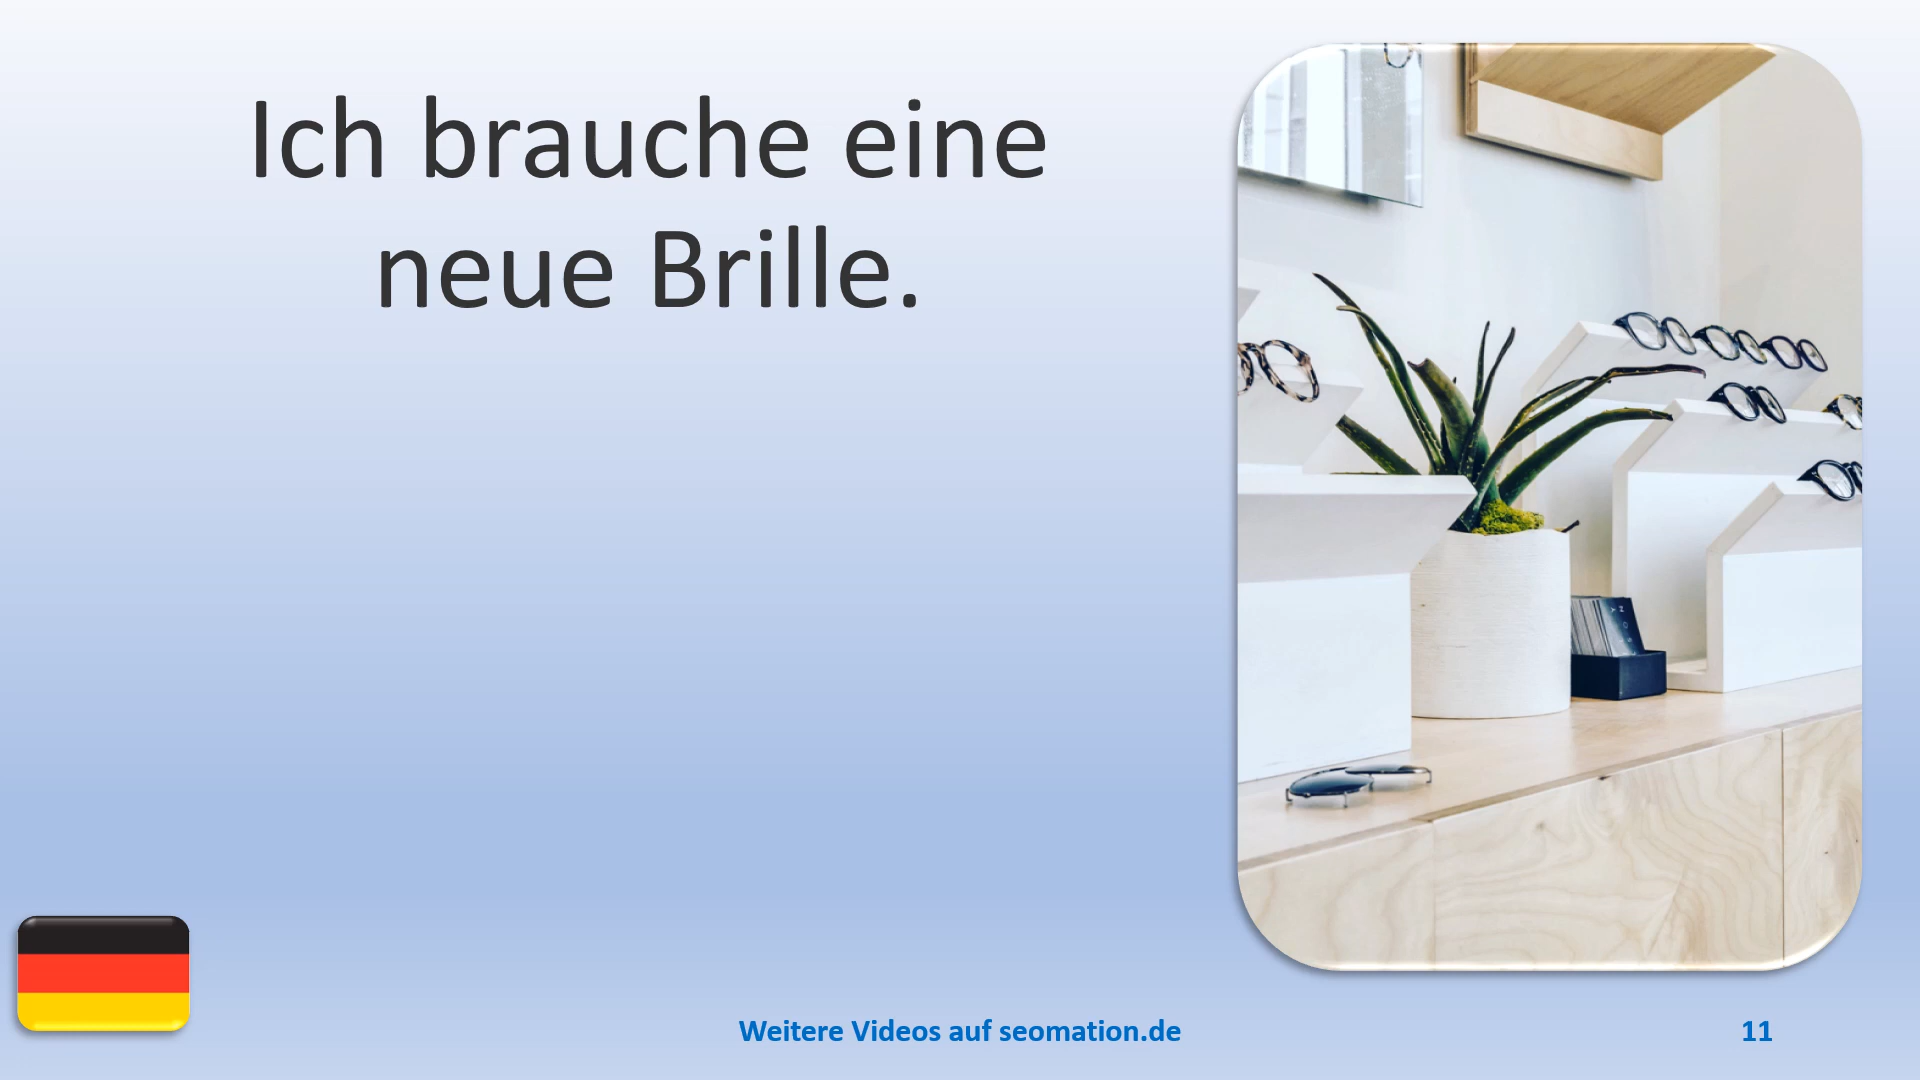 Ich brauche eine
neue Brille.
Weitere Videos auf seomation.de
11